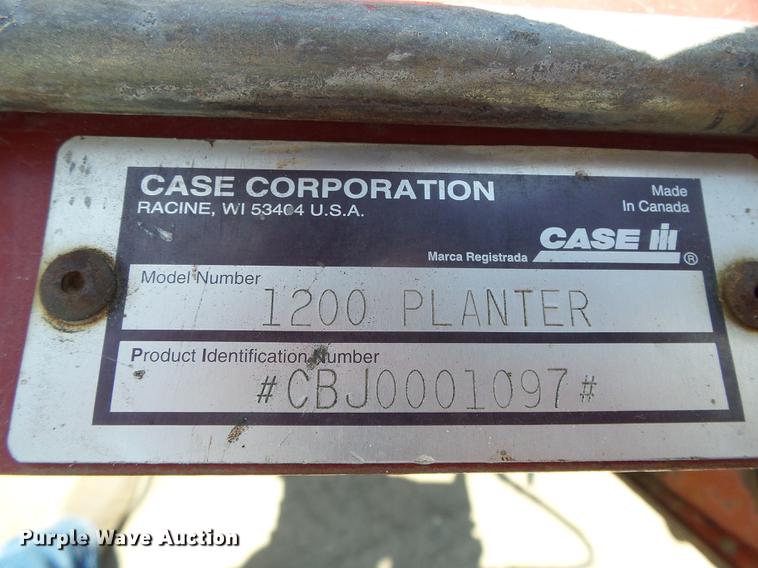 CASE CORPORATION
RACINE, WI 53404 U.S.A.
Made
In Canada
CASE IH
Marca Registrada
®
Model Number
1200 PLANTER
Product Identification Number
#CBJ0001097#
Purple Wave Auction